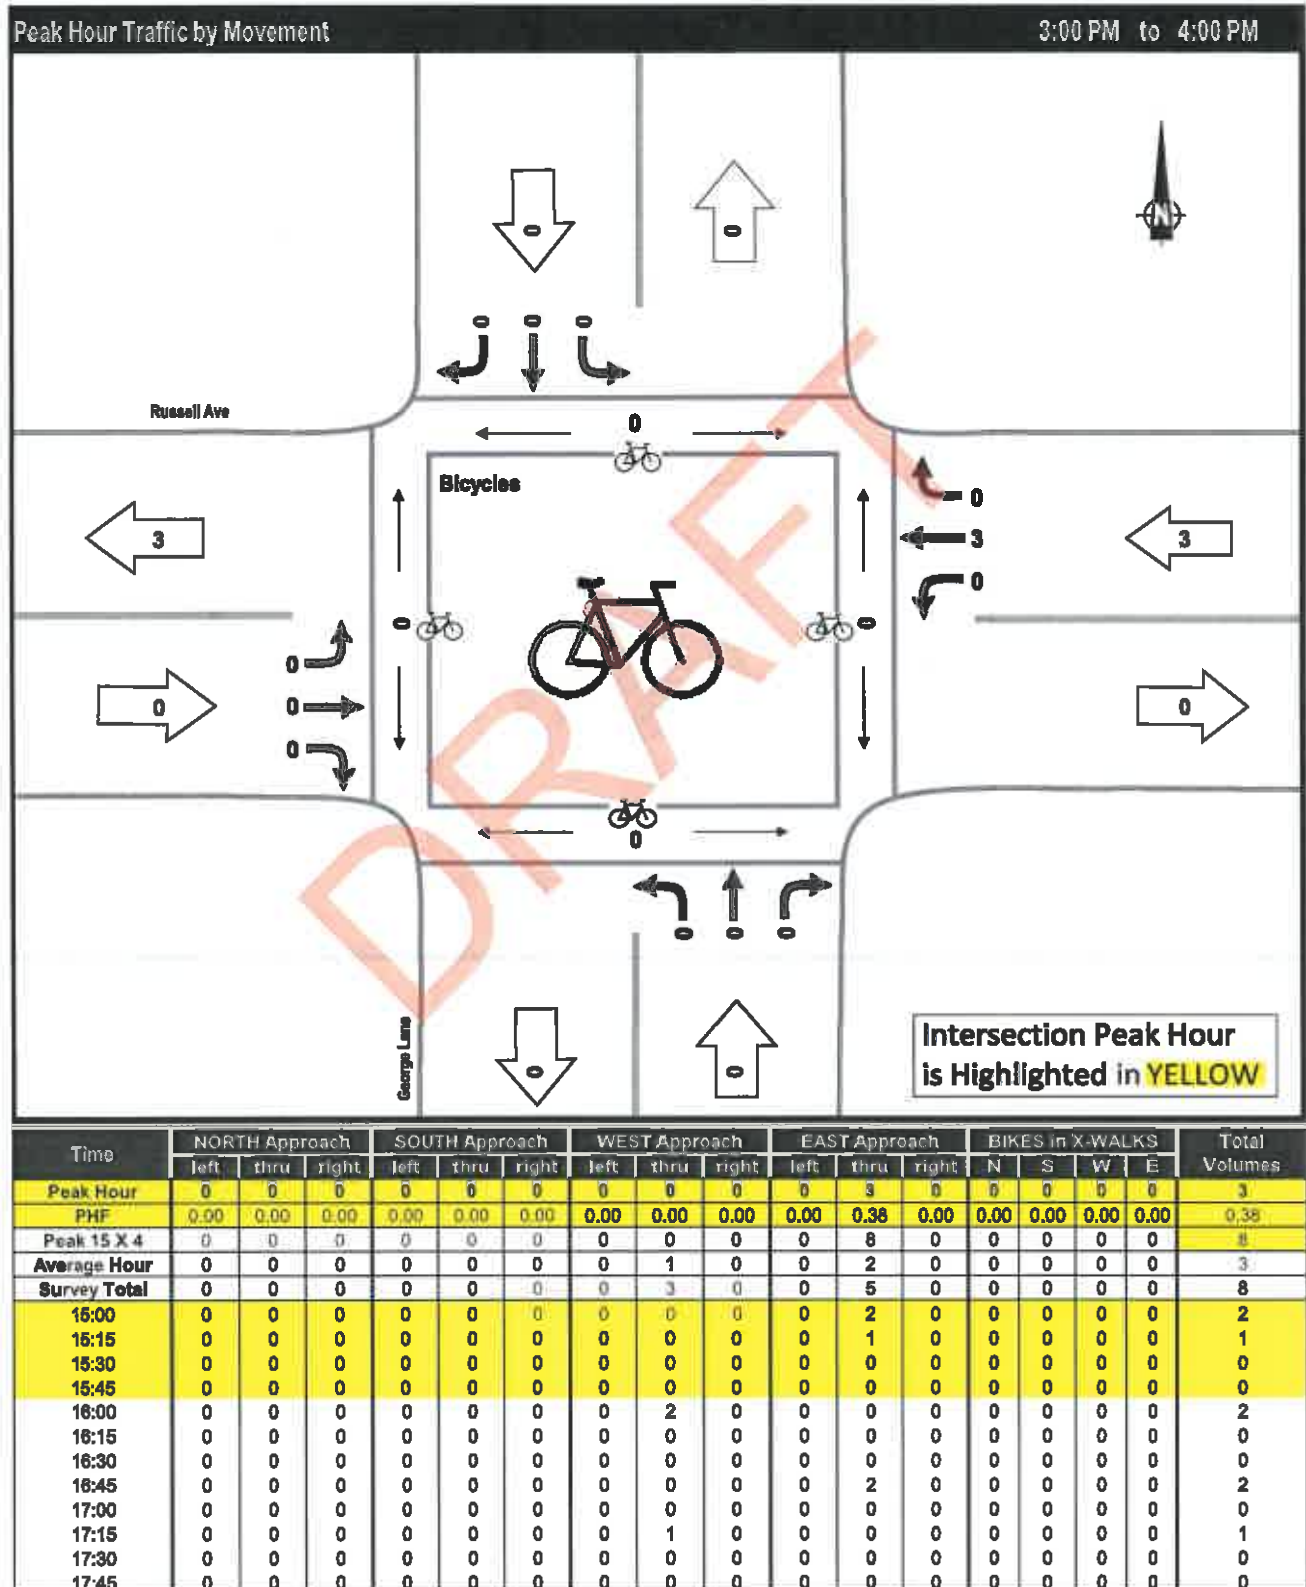 Peak Hour Traffic by Movement 3:00 PM to 4:00 PM
0 0
N
0 0 0
Russell Ave
0
Bicycles
0
3 3 3
0
0 0
0
0 0 0
0
0
DRAFT
0
0 0 0
George Lane
0 0
Intersection Peak Hour
is Highlighted in YELLOW
Time NORTH Approach SOUTH Approach WEST Approach EAST Approach BIKES in X-WALKS Total
left thru right left thru right left thru right left thru right N S W E Volumes
Peak Hour 0 0 0 0 0 0 0 0 0 0 3 0 0 0 0 0 3
PHF 0.00 0.00 0.00 0.00 0.00 0.00 0.00 0.00 0.00 0.00 0.38 0.00 0.00 0.00 0.00 0.00 0.38
Peak 15 X 4 0 0 0 0 0 0 0 0 0 0 8 0 0 0 0 0 8
Average Hour 0 0 0 0 0 0 0 1 0 0 2 0 0 0 0 0 3
Survey Total 0 0 0 0 0 0 0 3 0 0 5 0 0 0 0 0 8
15:00 0 0 0 0 0 0 0 0 0 0 2 0 0 0 0 0 2
15:15 0 0 0 0 0 0 0 0 0 0 1 0 0 0 0 0 1
15:30 0 0 0 0 0 0 0 0 0 0 0 0 0 0 0 0 0
15:45 0 0 0 0 0 0 0 0 0 0 0 0 0 0 0 0 0
16:00 0 0 0 0 0 0 0 2 0 0 0 0 0 0 0 0 2
16:15 0 0 0 0 0 0 0 0 0 0 0 0 0 0 0 0 0
16:30 0 0 0 0 0 0 0 0 0 0 0 0 0 0 0 0 0
16:45 0 0 0 0 0 0 0 0 0 0 2 0 0 0 0 0 2
17:00 0 0 0 0 0 0 0 0 0 0 0 0 0 0 0 0 0
17:15 0 0 0 0 0 0 0 1 0 0 0 0 0 0 0 0 1
17:30 0 0 0 0 0 0 0 0 0 0 0 0 0 0 0 0 0
17:45 0 0 0 0 0 0 0 0 0 0 0 0 0 0 0 0 0